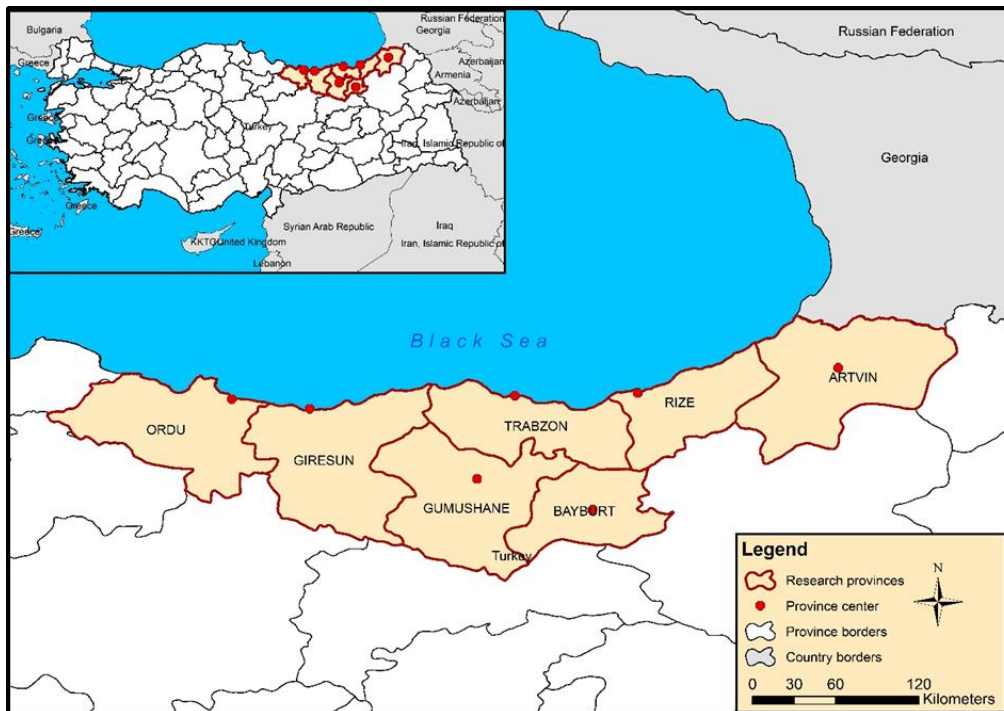 Bulgaria
Russian Federation
Georgia
Greece
Azerbaijan
Armenia
Azerbaijan
Greece
Turkey
Greece
Iran, Islamic Republic of
Greece
Greece
Syrian Arab Republic
Iraq
KKTC
United Kingdom
Iran, Islamic Republic of
Lebanon
Russian Federation
Georgia
Black Sea
ARTVIN
RIZE
ORDU
TRABZON
GIRESUN
GUMUSHANE
BAYBURT
Turkey
Legend
Research provinces
Province center
Province borders
Country borders
N
0 30 60 120
Kilometers